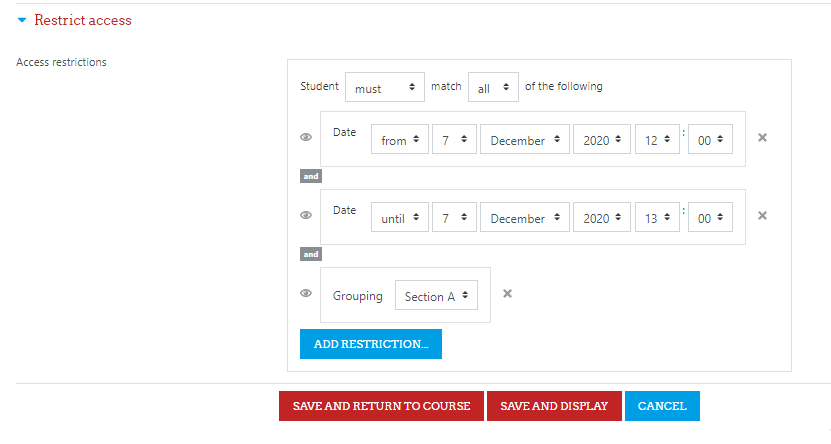 Restrict access
Access restrictions
Student must match all of the following
Date from 7 December 2020 12 : 00
and
Date until 7 December 2020 13 : 00
and
Grouping Section A
ADD RESTRICTION...
SAVE AND RETURN TO COURSE SAVE AND DISPLAY CANCEL